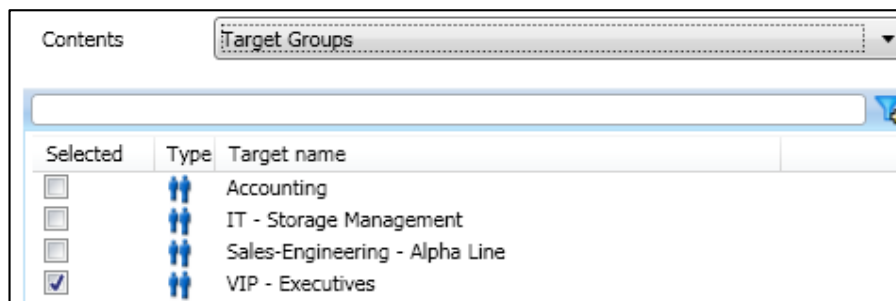 Contents Target Groups
Selected Type Target name
Accounting
IT - Storage Management
Sales-Engineering - Alpha Line
VIP - Executives